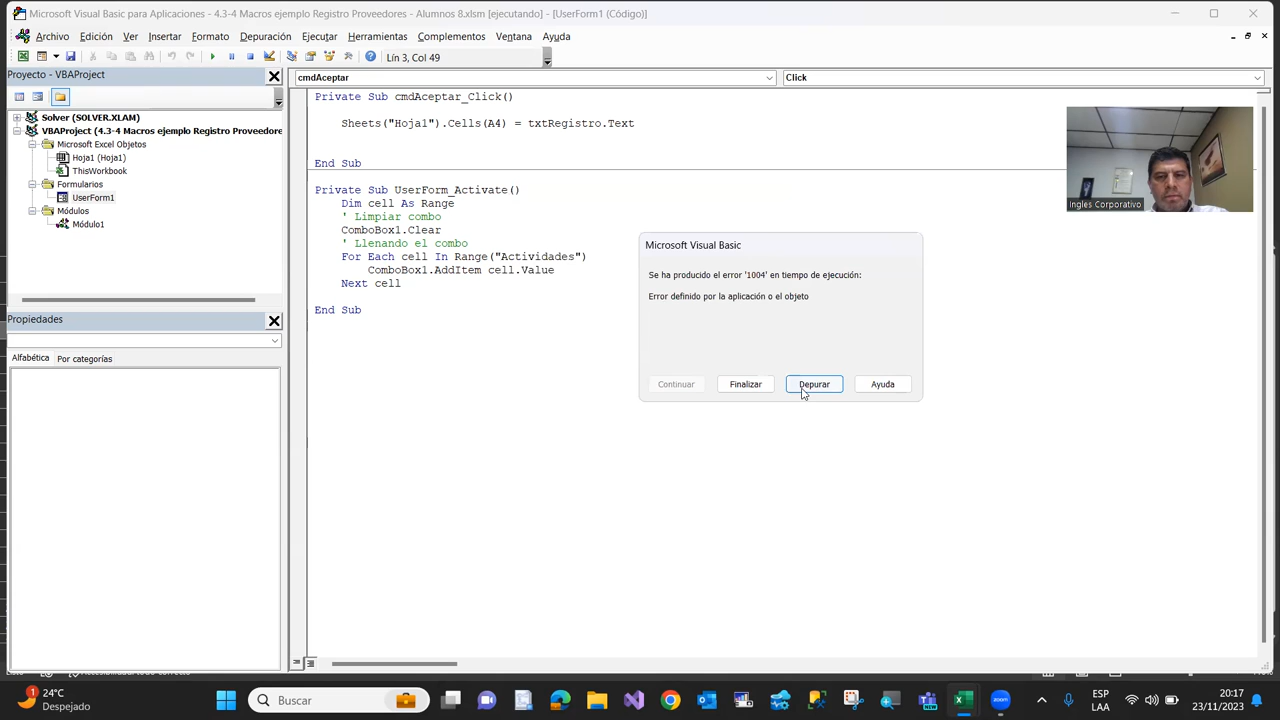 Microsoft Visual Basic para Aplicaciones - 4.3-4 Macros ejemplo Registro Proveedores - Alumnos 8.xlsm [ejecutando] - [UserForm1 (Código)]
Archivo Edición Ver Insertar Formato Depuración Ejecutar Herramientas Complementos Ventana Ayuda
Lín 3, Col 49
Proyecto - VBAProject
Solver (SOLVER.XLAM)
VBAProject (4.3-4 Macros ejemplo Registro Proveedore
Microsoft Excel Objetos
Hoja1 (Hoja1)
ThisWorkbook
Formularios
UserForm1
Módulos
Módulo1
Propiedades
Alfabética Por categorías
cmdAceptar Click
Private Sub cmdAceptar_Click()
Sheets("Hoja1").Cells(A4) = txtRegistro.Text
End Sub
Private Sub UserForm_Activate()
Dim cell As Range
' Limpiar combo
ComboBox1.Clear
' Llenando el combo
For Each cell In Range("Actividades")
ComboBox1.AddItem cell.Value
Next cell
End Sub
Ingles Corporativo
Microsoft Visual Basic
Se ha producido el error '1004' en tiempo de ejecución:
Error definido por la aplicación o el objeto
Continuar Finalizar Depurar Ayuda
24°C
Despejado
Buscar
ESP
LAA
20:17
23/11/2023